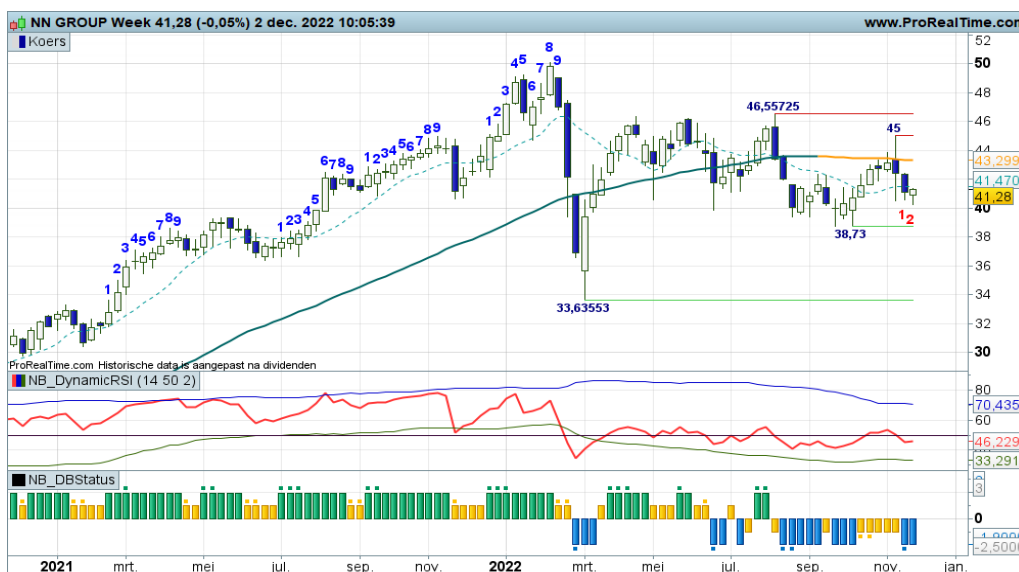 NN GROUP Week 41,28 (-0,05%) 2 dec. 2022 10:05:39
www.ProRealTime.com
Koers
52
50
48
46
44
43,299
41,470
41,28
40
38
36
34
32
30
1 2 3 4 5 6 7 8 9
1 2 3 4 5 6 7 8 9
1 2 3 3 4 5 6 7 8 9
1 2 3 4 5 6 7 8 9
46,55725
45
38,73
33,63553
1 2
ProRealTime.com Historische data is aangepast na dividenden
NB_DynamicRSI (14 50 2)
80
70,435
60
46,229
33,291
NB_DBStatus
3
0
-2,5000
2021 mrt. mei jul. sep. nov. 2022 mrt. mei jul. sep. nov. jan.